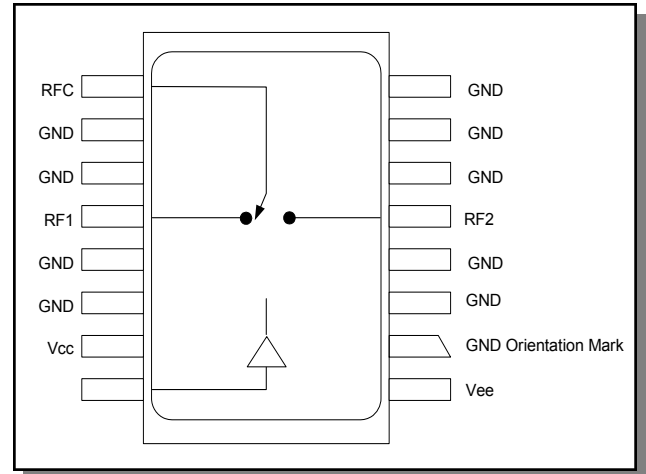 RFC
GND
GND
GND
GND
GND
RF1
RF2
GND
GND
GND
GND
Vcc
GND Orientation Mark
Vee